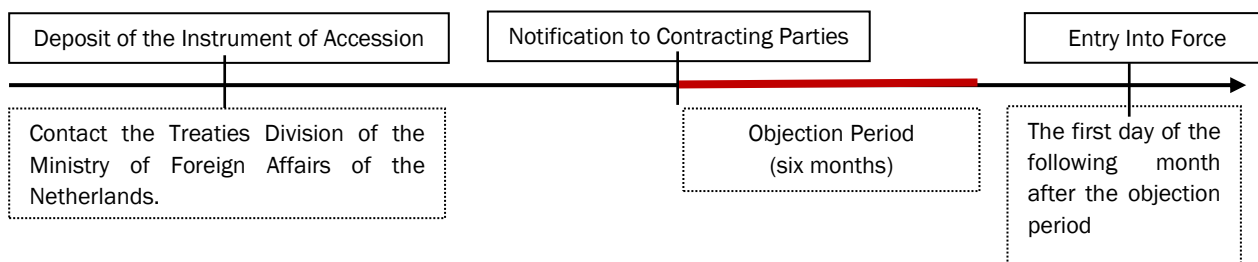 Deposit of the Instrument of Accession
Notification to Contracting Parties
Entry Into Force
Contact the Treaties Division of the
Ministry of Foreign Affairs of the
Netherlands.
Objection Period
(six months)
The first day of the
following month
after the objection
period